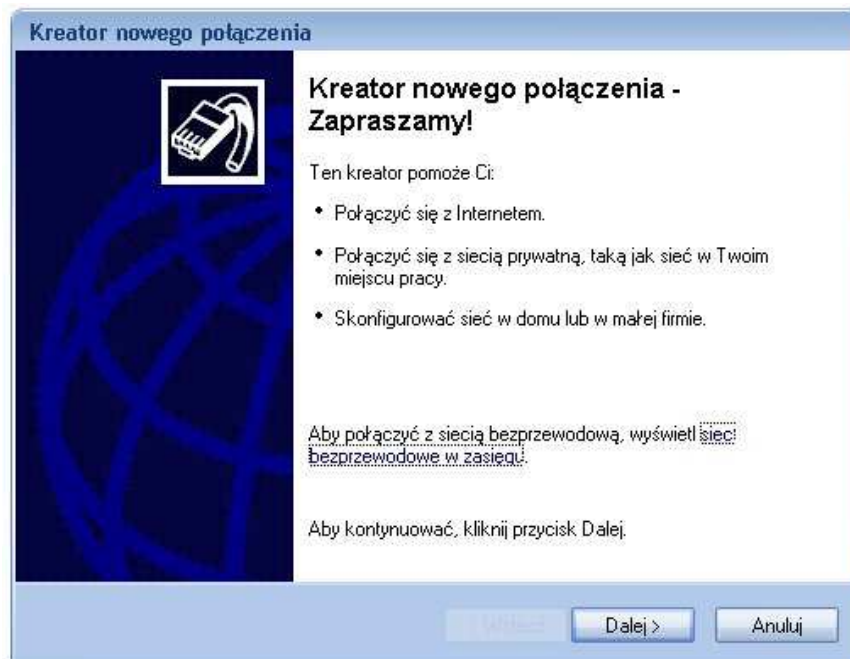 Kreator nowego połączenia
Kreator nowego połączenia -
Zapraszamy!
Ten kreator pomoże Ci:
• Połączyć się z Internetem.
• Połączyć się z siecią prywatną, taką jak sieć w Twoim
miejscu pracy.
• Skonfigurować sieć w domu lub w małej firmie.
Aby połączyć z siecią bezprzewodową, wyświetl sieci
bezprzewodowe w zasięgu.
Aby kontynuować, kliknij przycisk Dalej.
Dalej > Anuluj